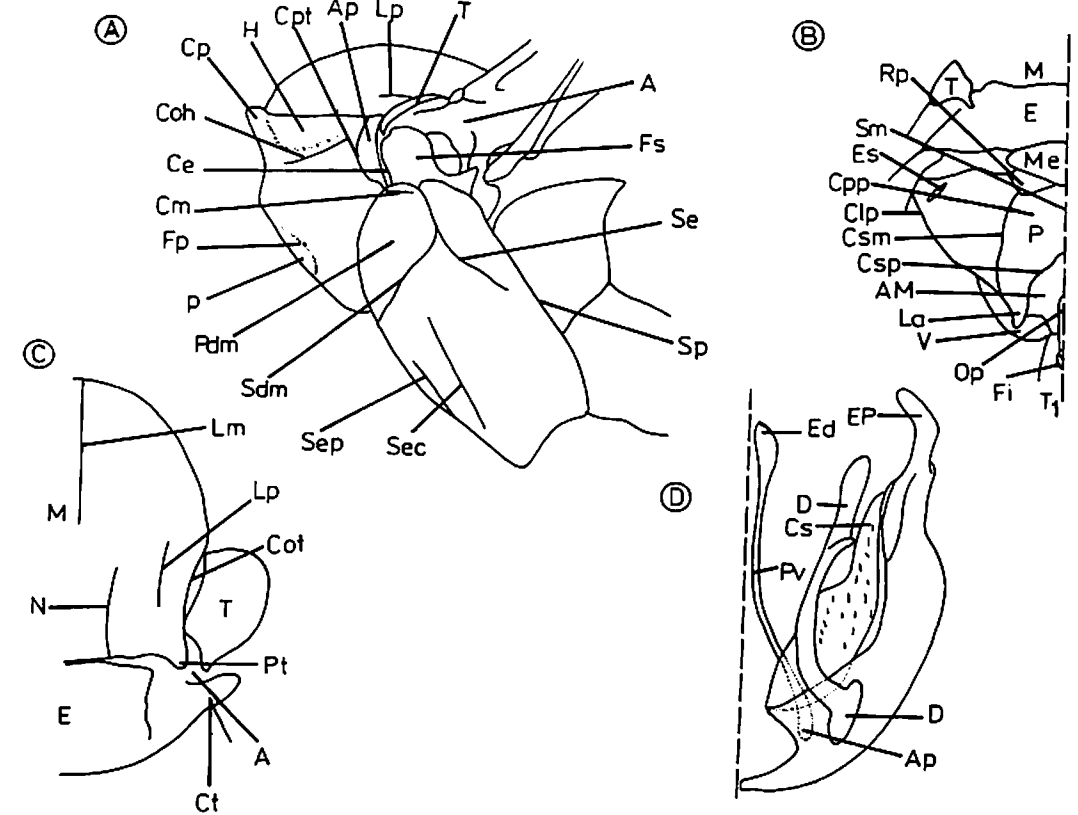 A
Cp
H
Cpt
Ap
Lp
T
A
Coh
Fs
Ce
Cm
Fp
Se
P
Pdm
Sdm
Sp
Sep
Sec
B
Rp
T
M
E
Sm
Es
Me
Cpp
Clp
Csm
P
Csp
AM
La
V
Op
Fi
T1
C
Lm
M
Lp
Cot
N
T
Pt
E
A
Ct
D
Ed
EP
D
Cs
Pv
D
Ap